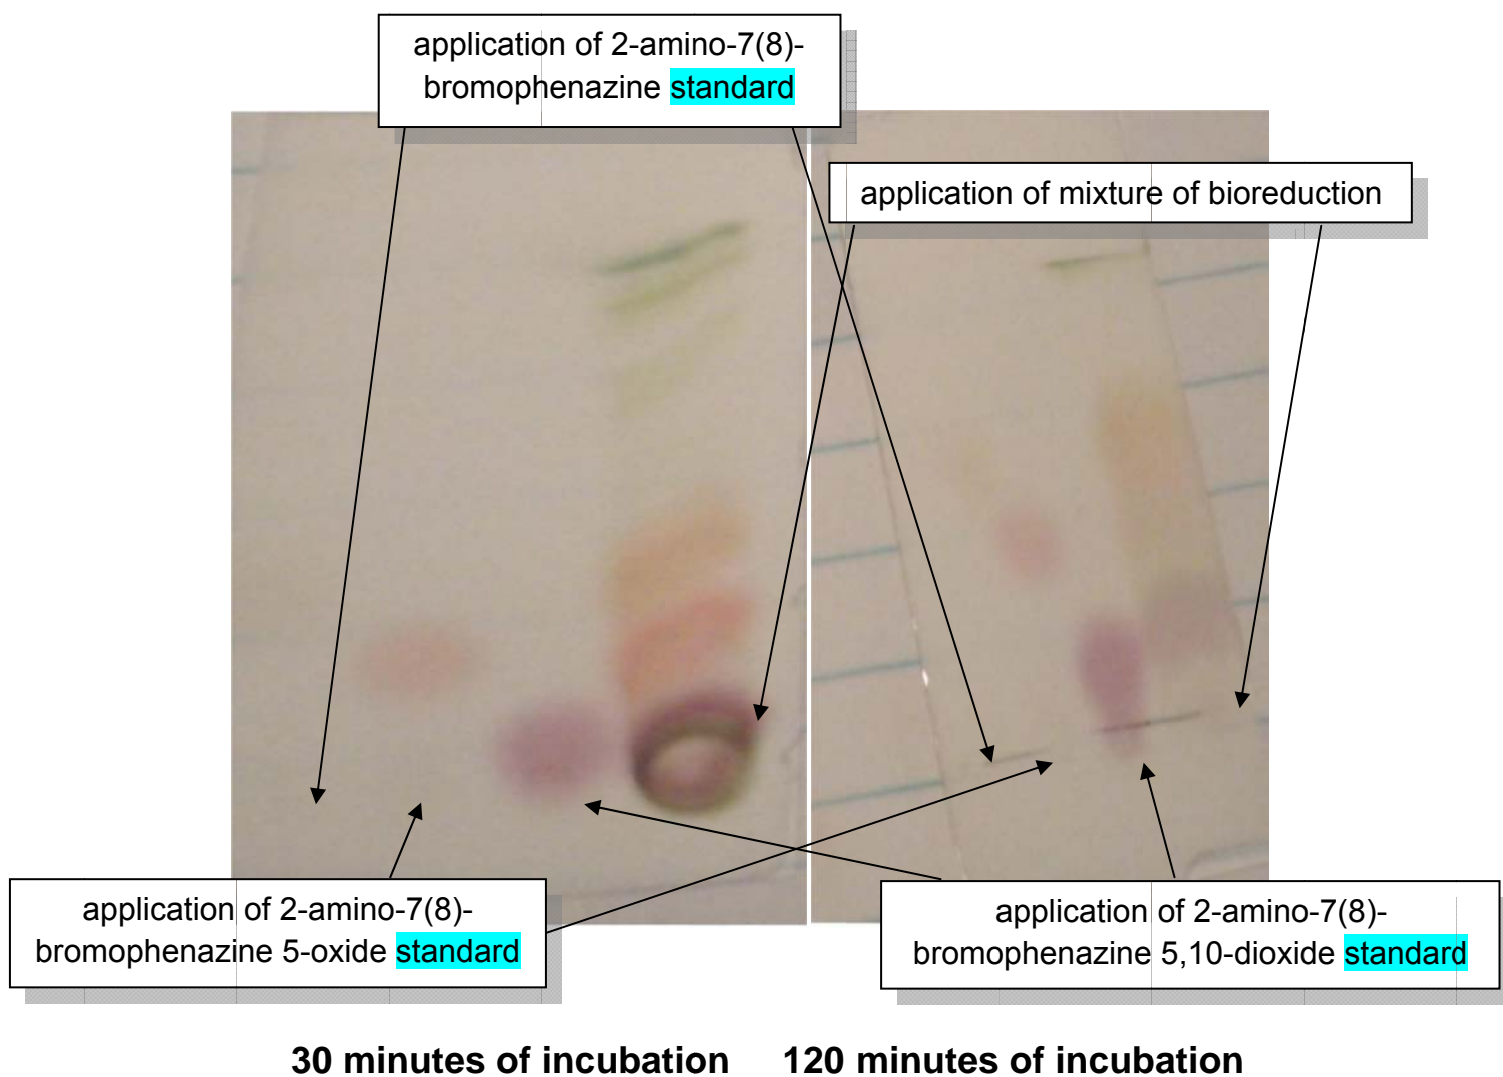 application of 2-amino-7(8)-
bromophenazine standard
application of mixture of bioreduction
application of 2-amino-7(8)-
bromophenazine 5-oxide standard
application of 2-amino-7(8)-
bromophenazine 5,10-dioxide standard
30 minutes of incubation
120 minutes of incubation